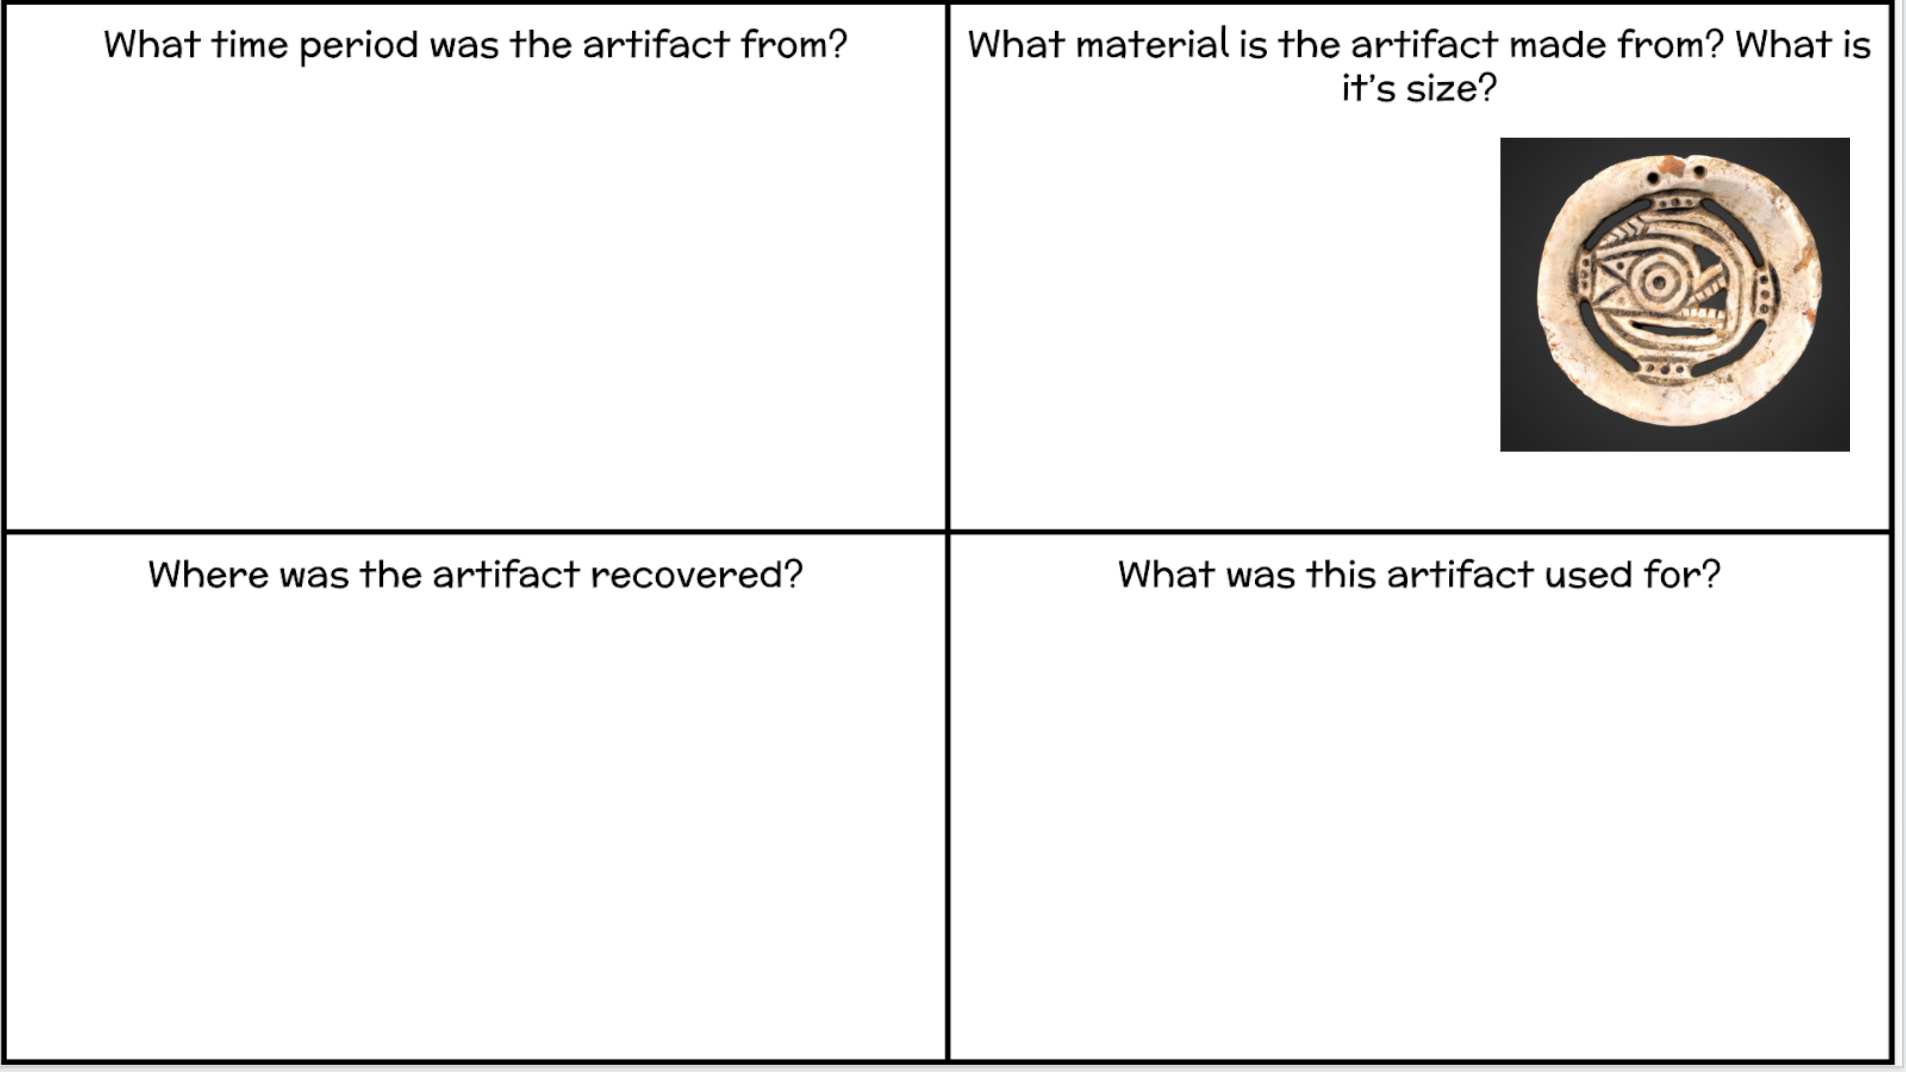 What time period was the artifact from?
What material is the artifact made from? What is
it's size?
Where was the artifact recovered?
What was this artifact used for?